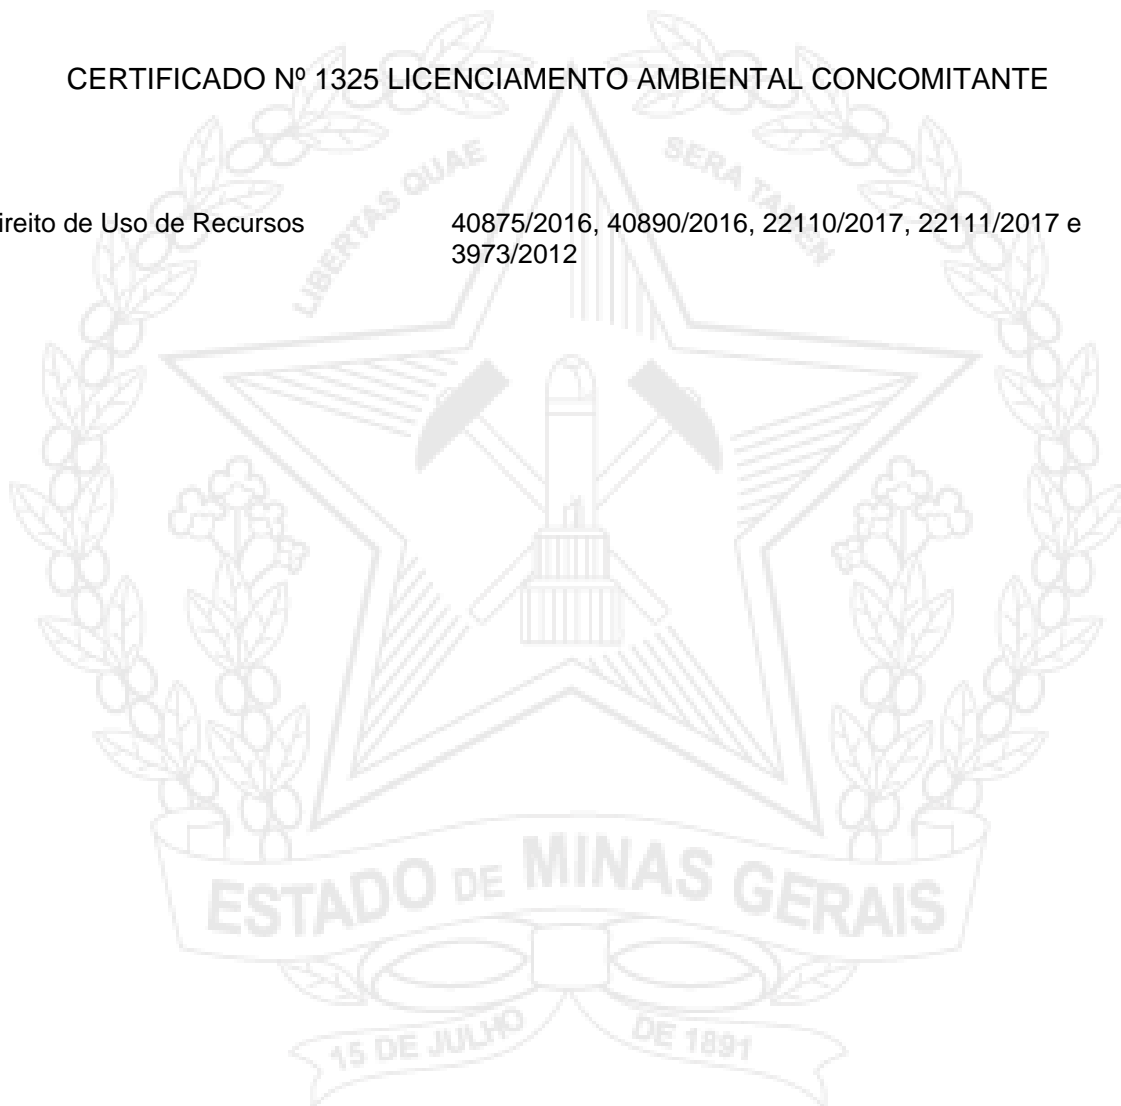 CERTIFICADO Nº 1325 LICENCIAMENTO AMBIENTAL CONCOMITANTE
LIBERTAS QUAE SERA TAMEN
ireito de Uso de Recursos 40875/2016, 40890/2016, 22110/2017, 22111/2017 e
3973/2012
ESTADO DE MINAS GERAIS
15 DE JULHO DE 1891